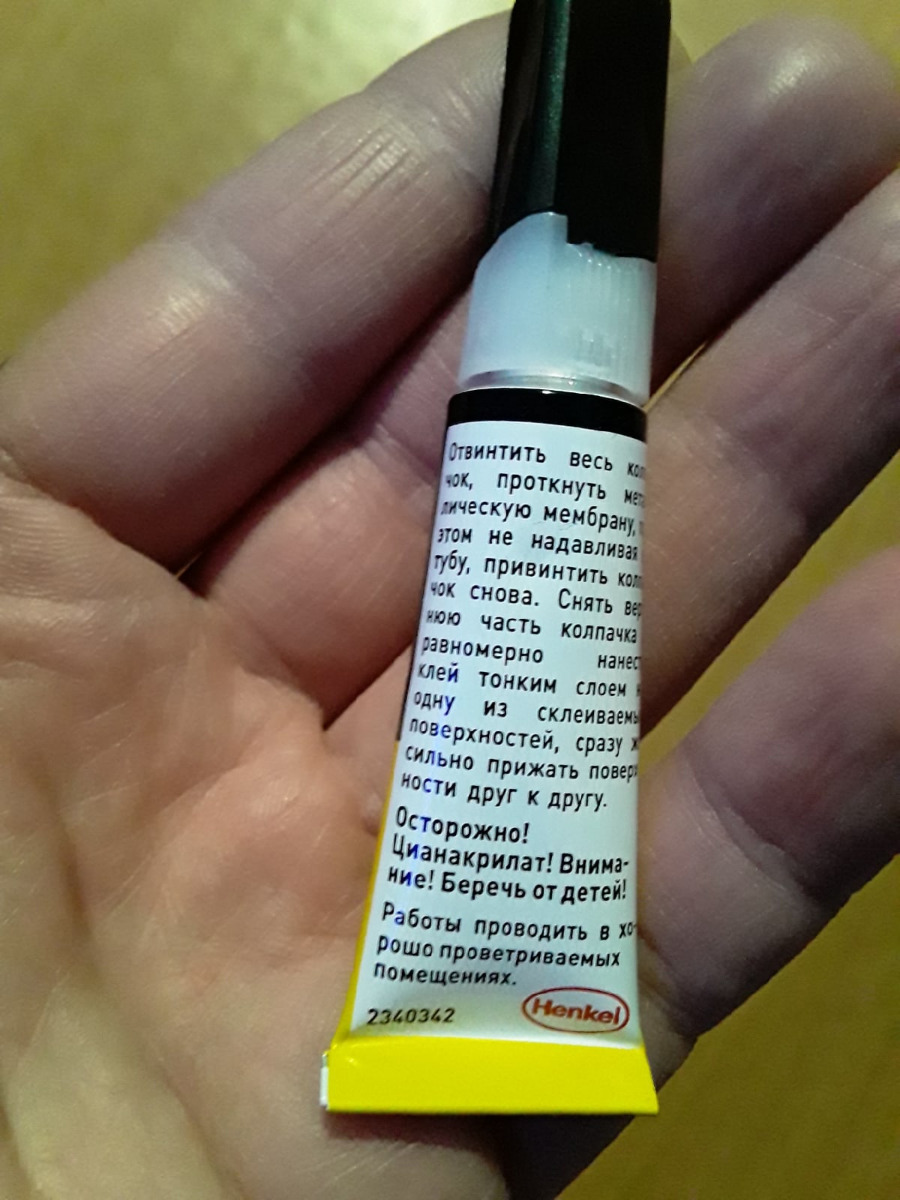 Отвинтить весь кол
чок, проткнуть мет
лическую мембрану,
этом не надавливая
тубу, привинтить кол
чок снова. Снять вер
нюю часть колпачка
равномерно нанес
клей тонким слоем
одну из склеиваемы
поверхностей, сразу
сильно прижать поверх
ности друг к другу.
Осторожно!
Цианакрилат! Внима-
ние! Беречь от детей!
Работы проводить в хо-
рошо проветриваемых
помещениях.
2340342 Henkel